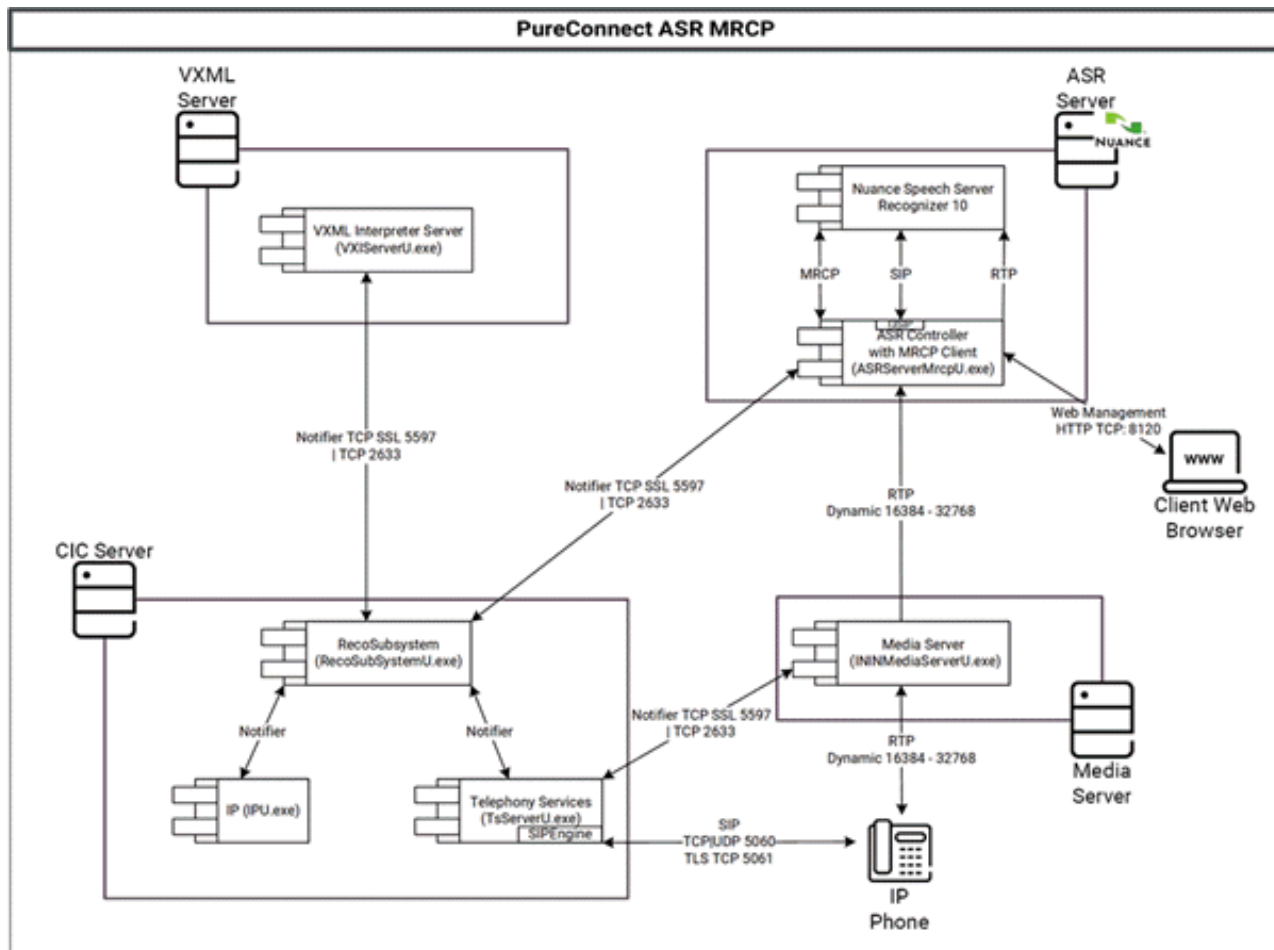 PureConnect ASR MRCP
VXML
Server
ASR
Server
NUANCE
VXML Interpreter Server
(VXIServerU.exe)
Nuance Speech Server
Recognizer 10
MRCP
SIP
RTP
ASR Controller
with MRCP Client
(ASRServerMrcpU.exe)
Notifier TCP SSL 5597
| TCP 2633
Notifier TCP SSL 5597
| TCP 2633
Web Management
HTTP TCP: 8120
www
Client Web
Browser
RTP
Dynamic 16384 - 32768
CIC Server
RecoSubsystem
(RecoSubSystemU.exe)
Media Server
(ININMediaServerU.exe)
Notifier
Notifier
Notifier TCP SSL 5597
| TCP 2633
RTP
Dynamic 16384 - 32768
Media
Server
IP (IPU.exe)
Telephony Services
(TsServerU.exe)
SIPEngine
SIP
TCP|UDP 5060
TLS TCP 5061
IP
Phone